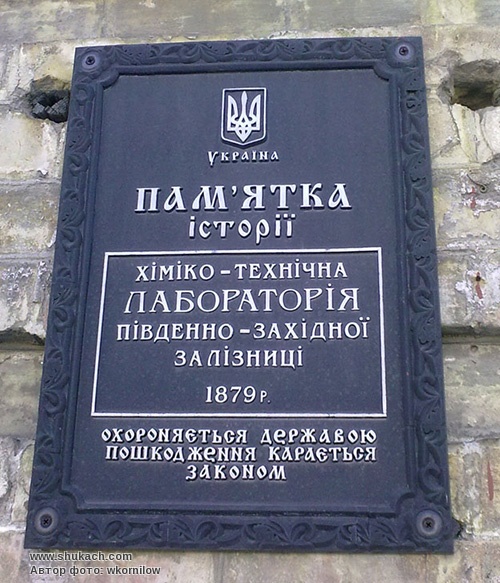 Україна
ПАМ'ЯТКА
історії
ХІМІКО-ТЕХНІЧНА
ЛАБОРАТОРІЯ
ПІВДЕННО-ЗАХІДНОЇ
ЗАЛІЗНИЦІ
1879 р.
ОХОРОНЯЄТЬСЯ ДЕРЖАВОЮ
ПОШКОДЖЕННЯ КАРАЄТЬСЯ
ЗАКОНОМ
www.shukach.com
Автор фото: wkornilow